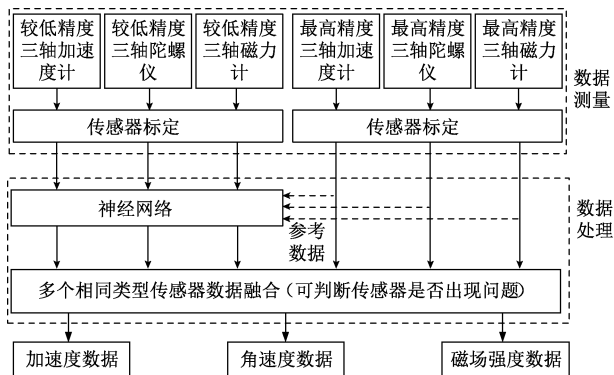 较低精度
三轴加速
度计
较低精度
三轴陀螺
仪
较低精度
三轴磁力
计
最高精度
三轴加速
度计
最高精度
三轴陀螺
仪
最高精度
三轴磁力
计
数据
测量
传感器标定
传感器标定
神经网络
参考
数据
数据
处理
多个相同类型传感器数据融合(可判断传感器是否出现问题)
加速度数据
角速度数据
磁场强度数据